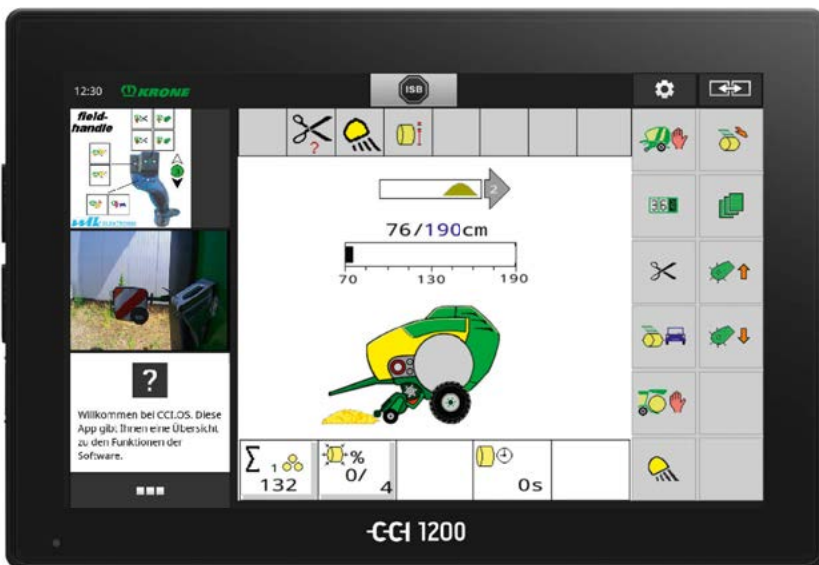 12:30
KRONE
ISB
field-
handle
?
2
76/190cm
70 130 190
360
?
Willkommen bei CCI.OS. Diese
App gibt Ihnen eine Übersicht
zu den Funktionen der
Software.
Σ 1
132
%
0/ 4
0s
CCI 1200